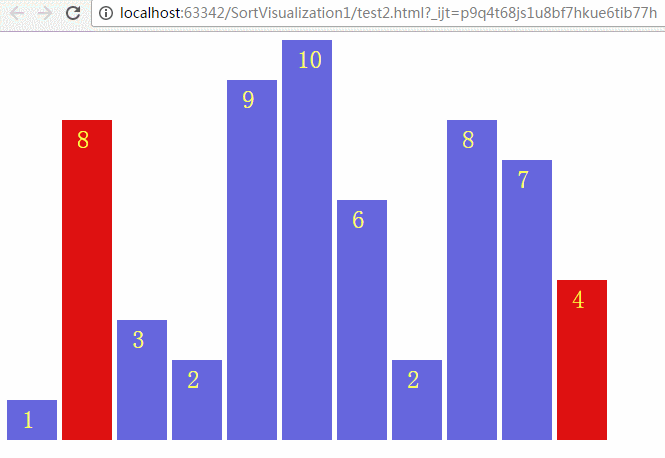 localhost:63342/SortVisualization1/test2.html?_ijt=p9q4t68js1u8bf7hkue6tib77h
1 8 3 2 9 10 6 2 8 7 4